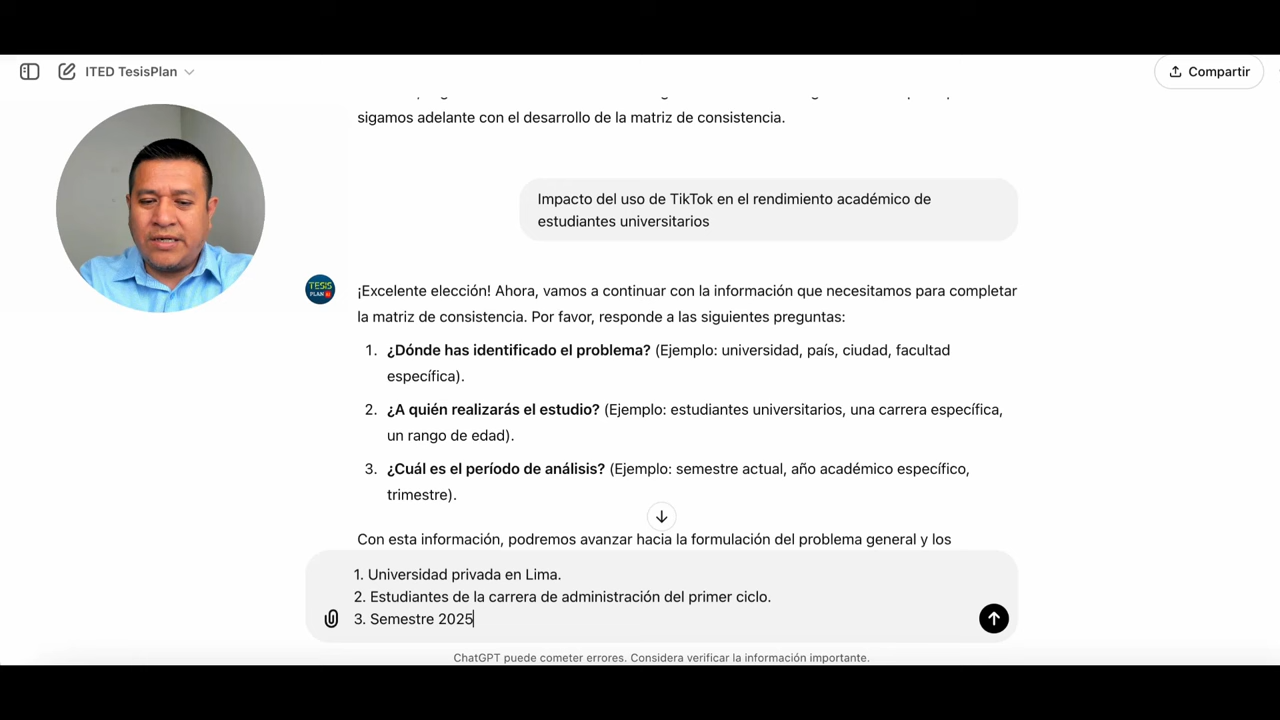 ITED TesisPlan
Compartir
sigamos adelante con el desarrollo de la matriz de consistencia.
Impacto del uso de TikTok en el rendimiento académico de
estudiantes universitarios
TESIS
PLAN
¡Excelente elección! Ahora, vamos a continuar con la información que necesitamos para completar
la matriz de consistencia. Por favor, responde a las siguientes preguntas:
1. ¿Dónde has identificado el problema? (Ejemplo: universidad, país, ciudad, facultad
específica).
2. ¿A quién realizarás el estudio? (Ejemplo: estudiantes universitarios, una carrera específica,
un rango de edad).
3. ¿Cuál es el período de análisis? (Ejemplo: semestre actual, año académico específico,
trimestre).
Con esta información, podremos avanzar hacia la formulación del problema general y los
1. Universidad privada en Lima.
2. Estudiantes de la carrera de administración del primer ciclo.
3. Semestre 2025
ChatGPT puede cometer errores. Considera verificar la información importante.